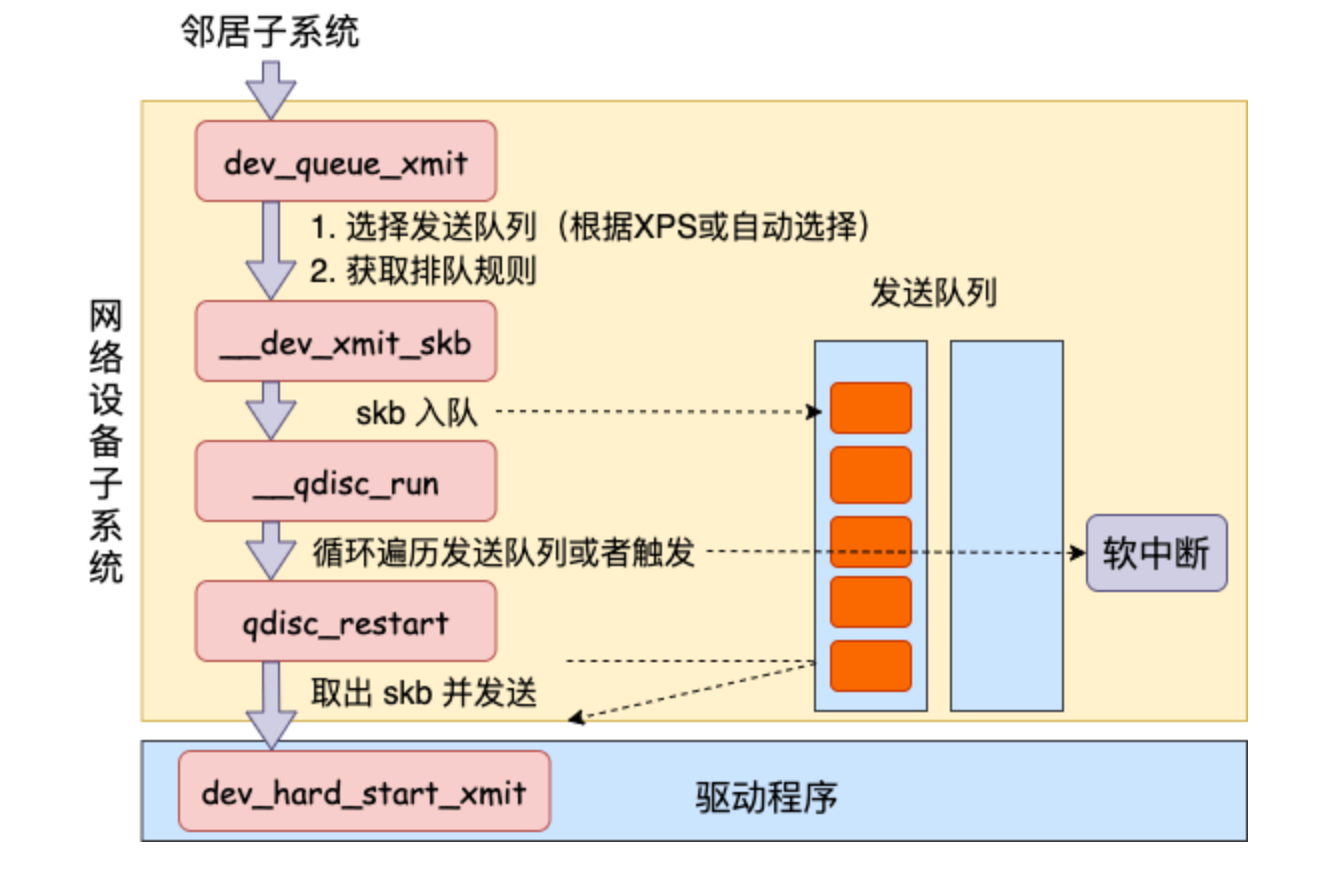 邻居子系统
dev_queue_xmit
1. 选择发送队列（根据XPS或自动选择）
2. 获取排队规则
发送队列
网络设备子系统
__dev_xmit_skb
skb 入队
__qdisc_run
循环遍历发送队列或者触发
软中断
qdisc_restart
取出 skb 并发送
dev_hard_start_xmit
驱动程序